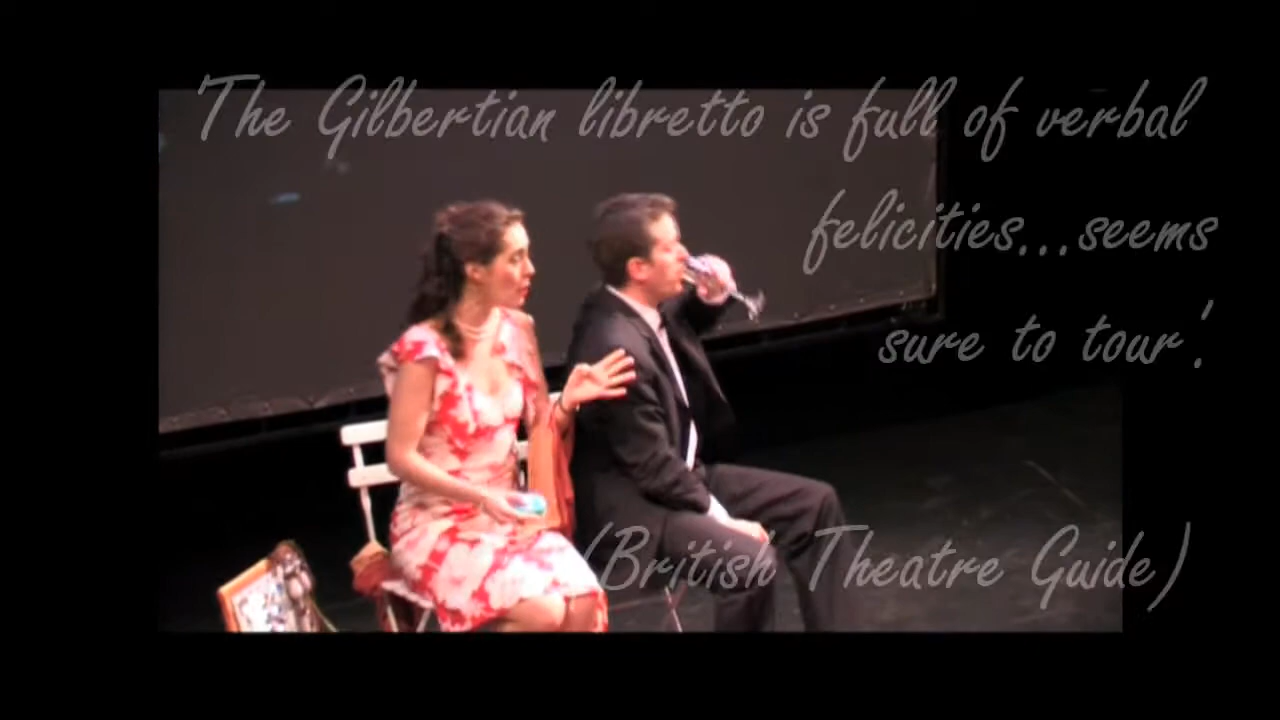 'The Gilbertian libretto is full of verbal
felicities...seems
sure to tour'.
(British Theatre Guide)